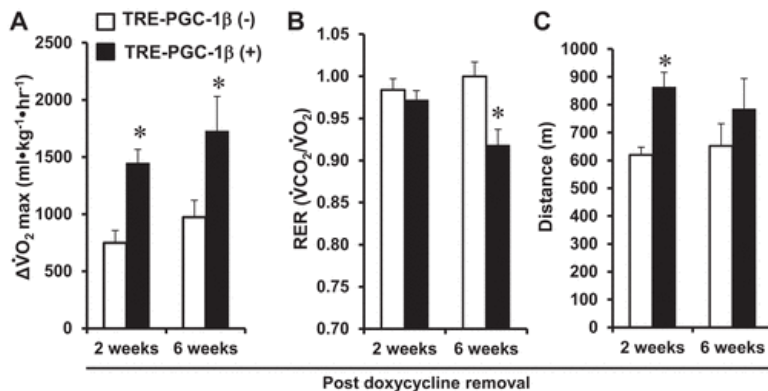 A
TRE-PGC-1β (-)
TRE-PGC-1β (+)
ΔV̇O₂ max (ml•kg⁻¹•hr⁻¹)
2500
2000
1500
1000
500
0
*
*
2 weeks
6 weeks
B
RER (V̇CO₂/V̇O₂)
1.05
1.00
0.95
0.90
0.85
0.80
0.75
0.70
*
2 weeks
6 weeks
C
Distance (m)
1000
900
800
700
600
500
400
300
200
100
0
*
2 weeks
6 weeks
Post doxycycline removal